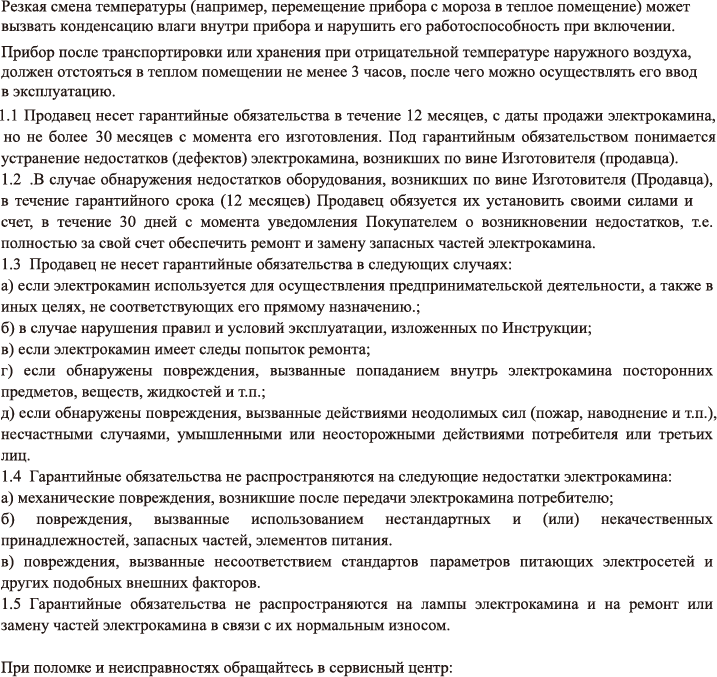 Резкая смена температуры (например, перемещение прибора с мороза в теплое помещение) может
вызвать конденсацию влаги внутри прибора и нарушить его работоспособность при включении.
Прибор после транспортировки или хранения при отрицательной температуре наружного воздуха,
должен отстояться в теплом помещении не менее 3 часов, после чего можно осуществлять его ввод
в эксплуатацию.
1.1 Продавец несет гарантийные обязательства в течение 12 месяцев, с даты продажи электрокамина,
но не более 30 месяцев с момента его изготовления. Под гарантийным обязательством понимается
устранение недостатков (дефектов) электрокамина, возникших по вине Изготовителя (продавца).
1.2 .В случае обнаружения недостатков оборудования, возникших по вине Изготовителя (Продавца),
в течение гарантийного срока (12 месяцев) Продавец обязуется их установить своими силами и
счет, в течение 30 дней с момента уведомления Покупателем о возникновении недостатков, т.е.
полностью за свой счет обеспечить ремонт и замену запасных частей электрокамина.
1.3 Продавец не несет гарантийные обязательства в следующих случаях:
а) если электрокамин используется для осуществления предпринимательской деятельности, а также в
иных целях, не соответствующих его прямому назначению.;
б) в случае нарушения правил и условий эксплуатации, изложенных по Инструкции;
в) если электрокамин имеет следы попыток ремонта;
г) если обнаружены повреждения, вызванные попаданием внутрь электрокамина посторонних
предметов, веществ, жидкостей и т.п.;
д) если обнаружены повреждения, вызванные действиями неодолимых сил (пожар, наводнение и т.п.),
несчастными случаями, умышленными или неосторожными действиями потребителя или третьих
лиц.
1.4 Гарантийные обязательства не распространяются на следующие недостатки электрокамина:
а) механические повреждения, возникшие после передачи электрокамина потребителю;
б) повреждения, вызванные использованием нестандартных и (или) некачественных
принадлежностей, запасных частей, элементов питания.
в) повреждения, вызванные несоответствием стандартов параметров питающих электросетей и
других подобных внешних факторов.
1.5 Гарантийные обязательства не распространяются на лампы электрокамина и на ремонт или
замену частей электрокамина в связи с их нормальным износом.
При поломке и неисправностях обращайтесь в сервисный центр: